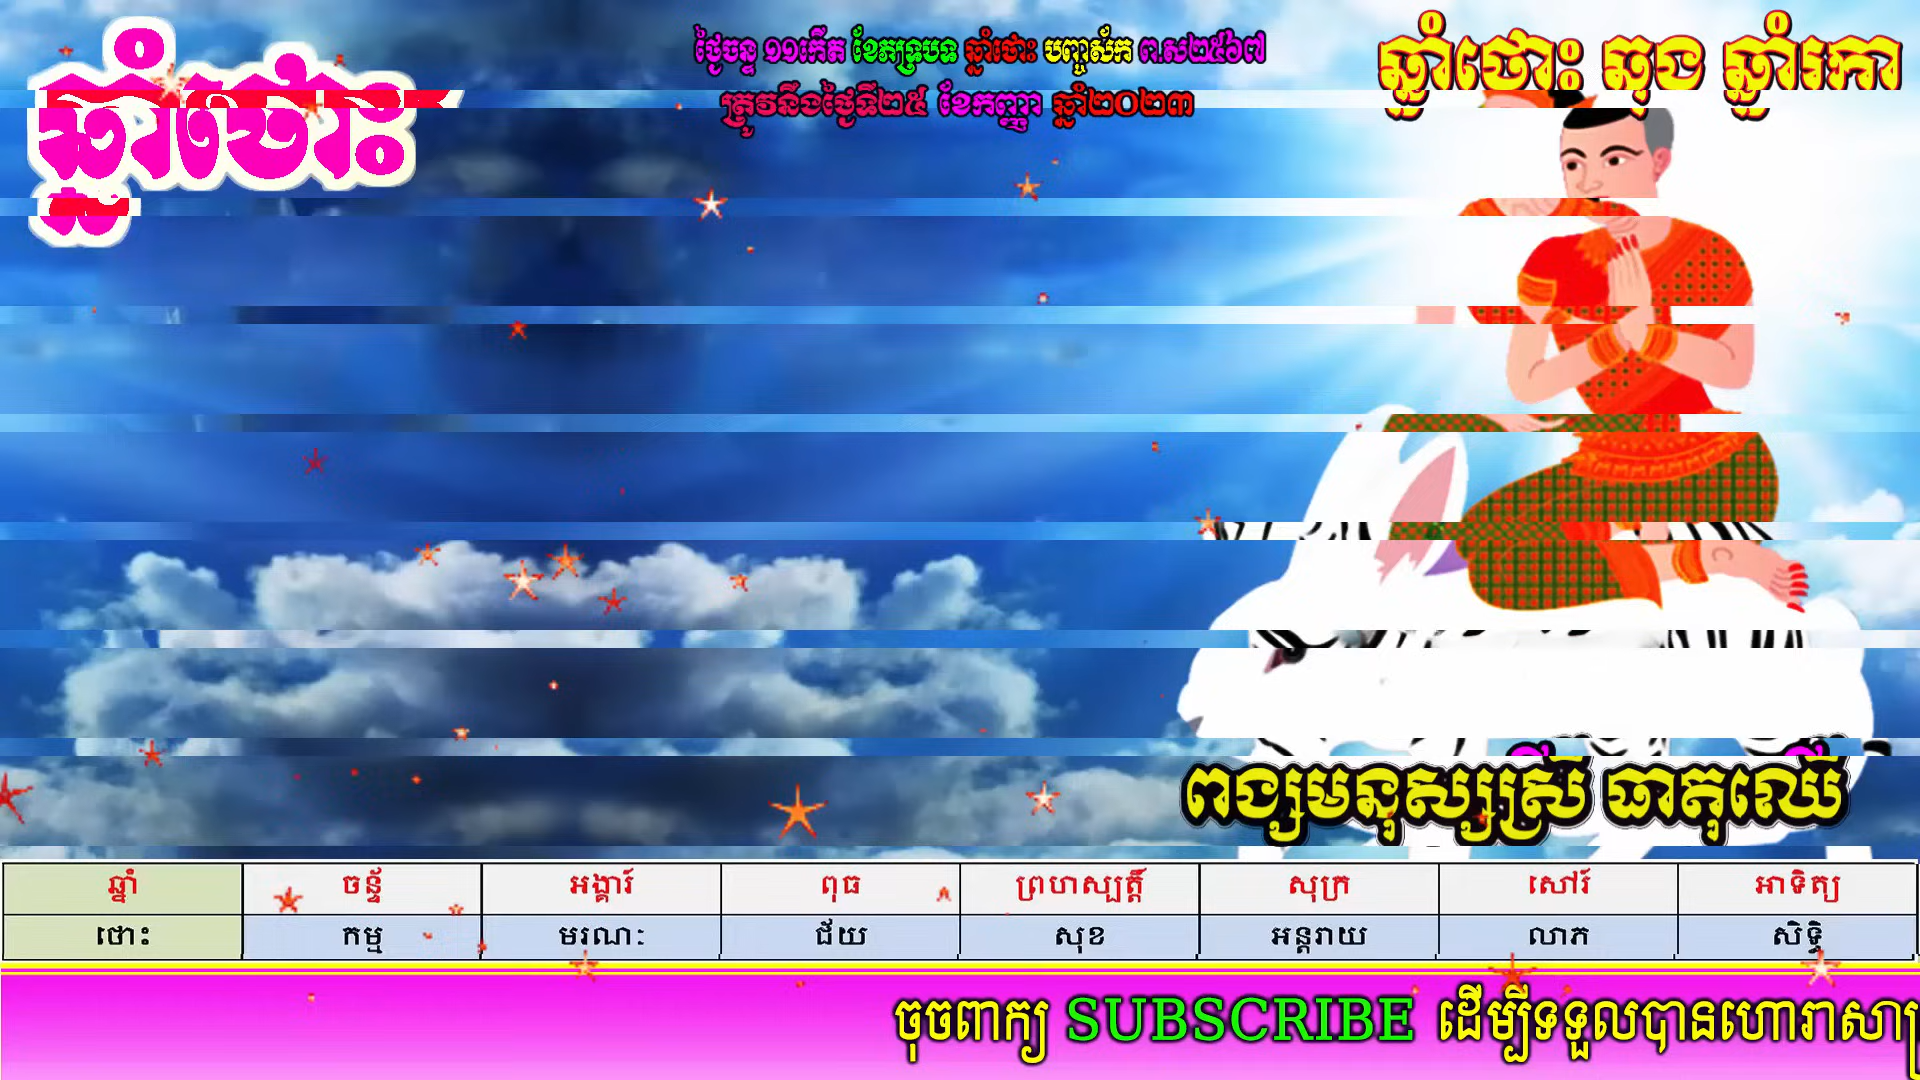 ថ្ងៃចន្ទ ១១កើត ខែភទ្របទ ឆ្នាំថោះ បញ្ចស័ក ព.ស២៥៦៧
ត្រូវនឹងថ្ងៃទី២៥ ខែកញ្ញា ឆ្នាំ២០២៣
ឆ្នាំថោះ ឆុង ឆ្នាំរកា
ឆ្នាំថោះ
ពង្សមនុស្សស្រី ធាតុឈើ
ឆ្នាំ ចន្ទ័ អង្គារ៍ ពុធ ព្រហស្បត្តិ៍ សុក្រ សៅរ៍ អាទិត្យ
ថោះ កម្ម មរណៈ ជ័យ សុខ អន្តរាយ លាភ សិទ្ធិ
ចុចពាក្យ SUBSCRIBE ដើម្បីទទួលបានហោរាសាស្រ្ត